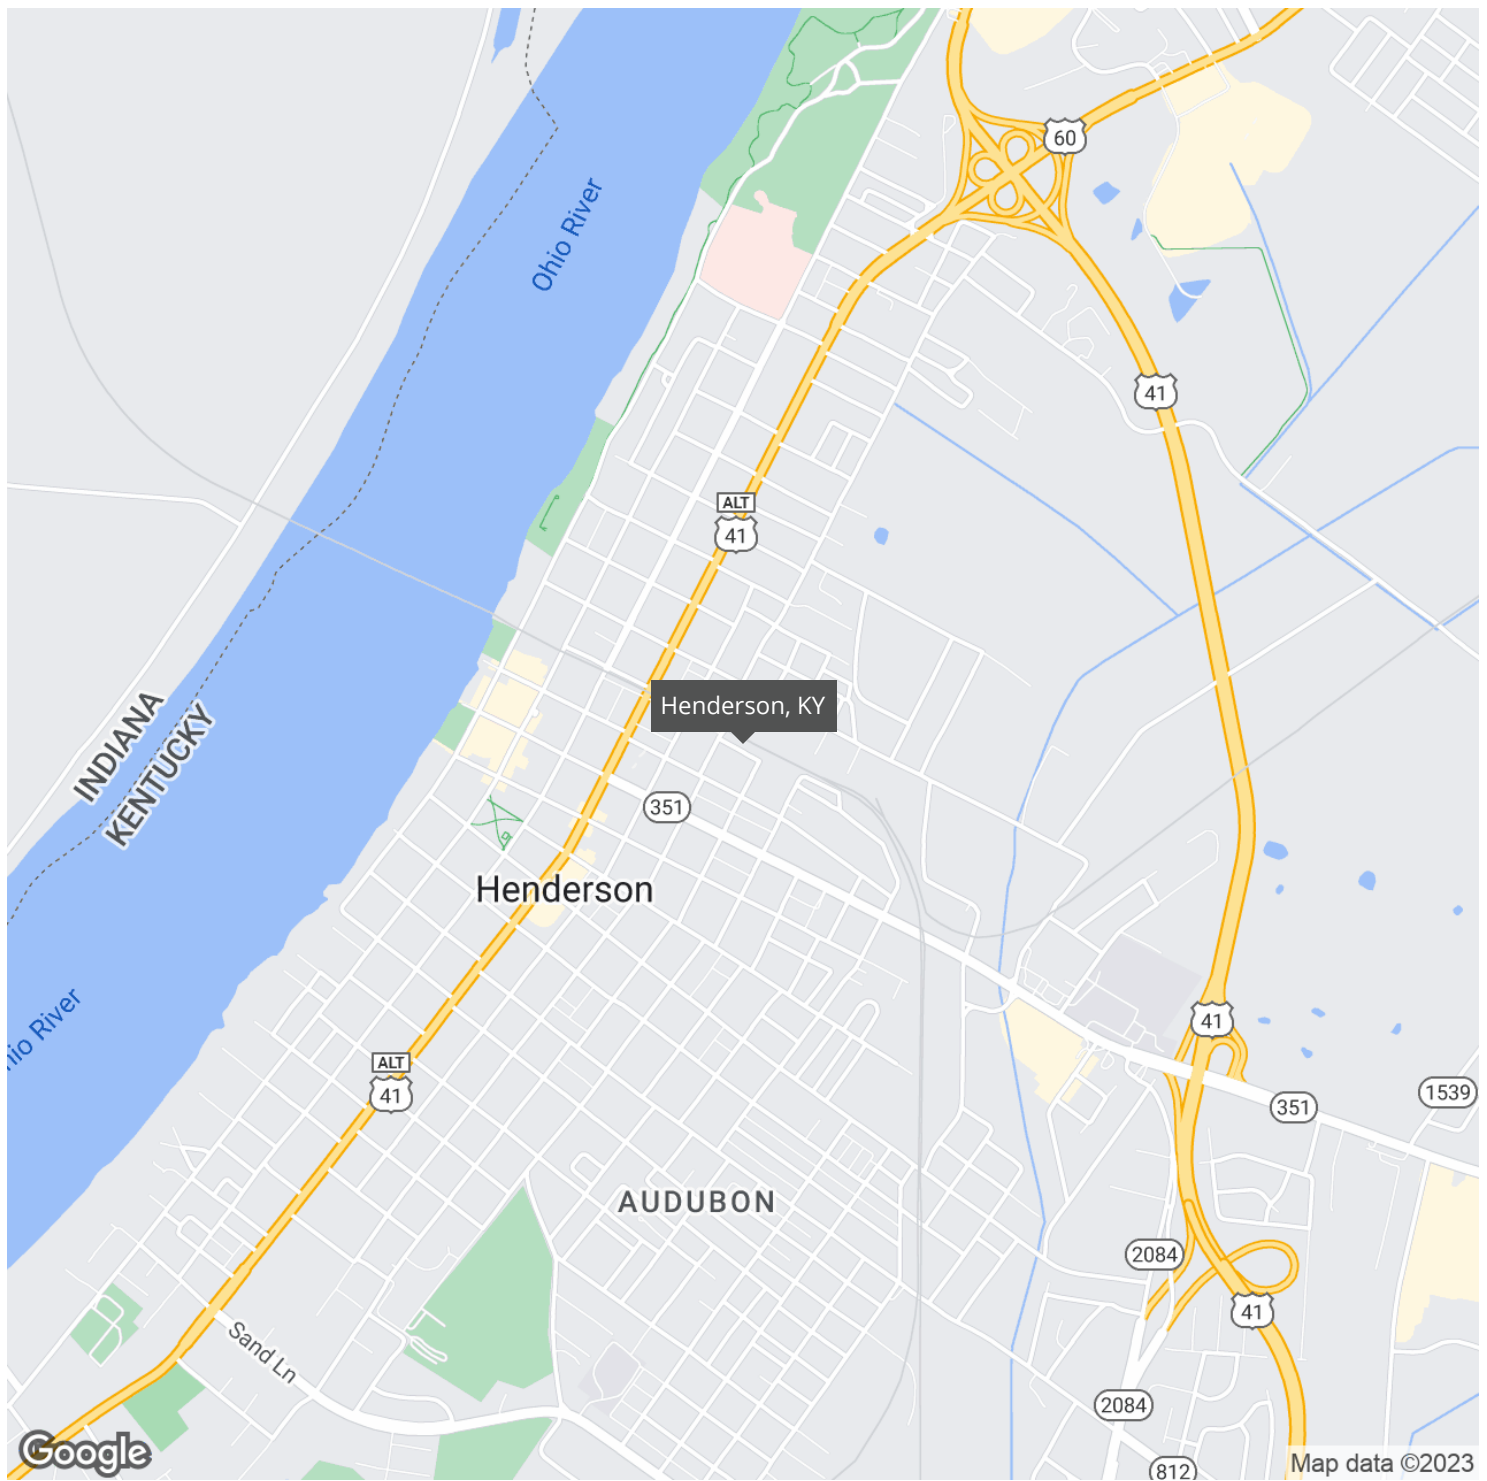 60
Ohio River
41
ALT
41
INDIANA
KENTUCKY
Henderson, KY
351
Henderson
hio River
41
ALT
41
351
1539
AUDUBON
2084
41
Sand Ln
2084
812
Google
Map data ©2023